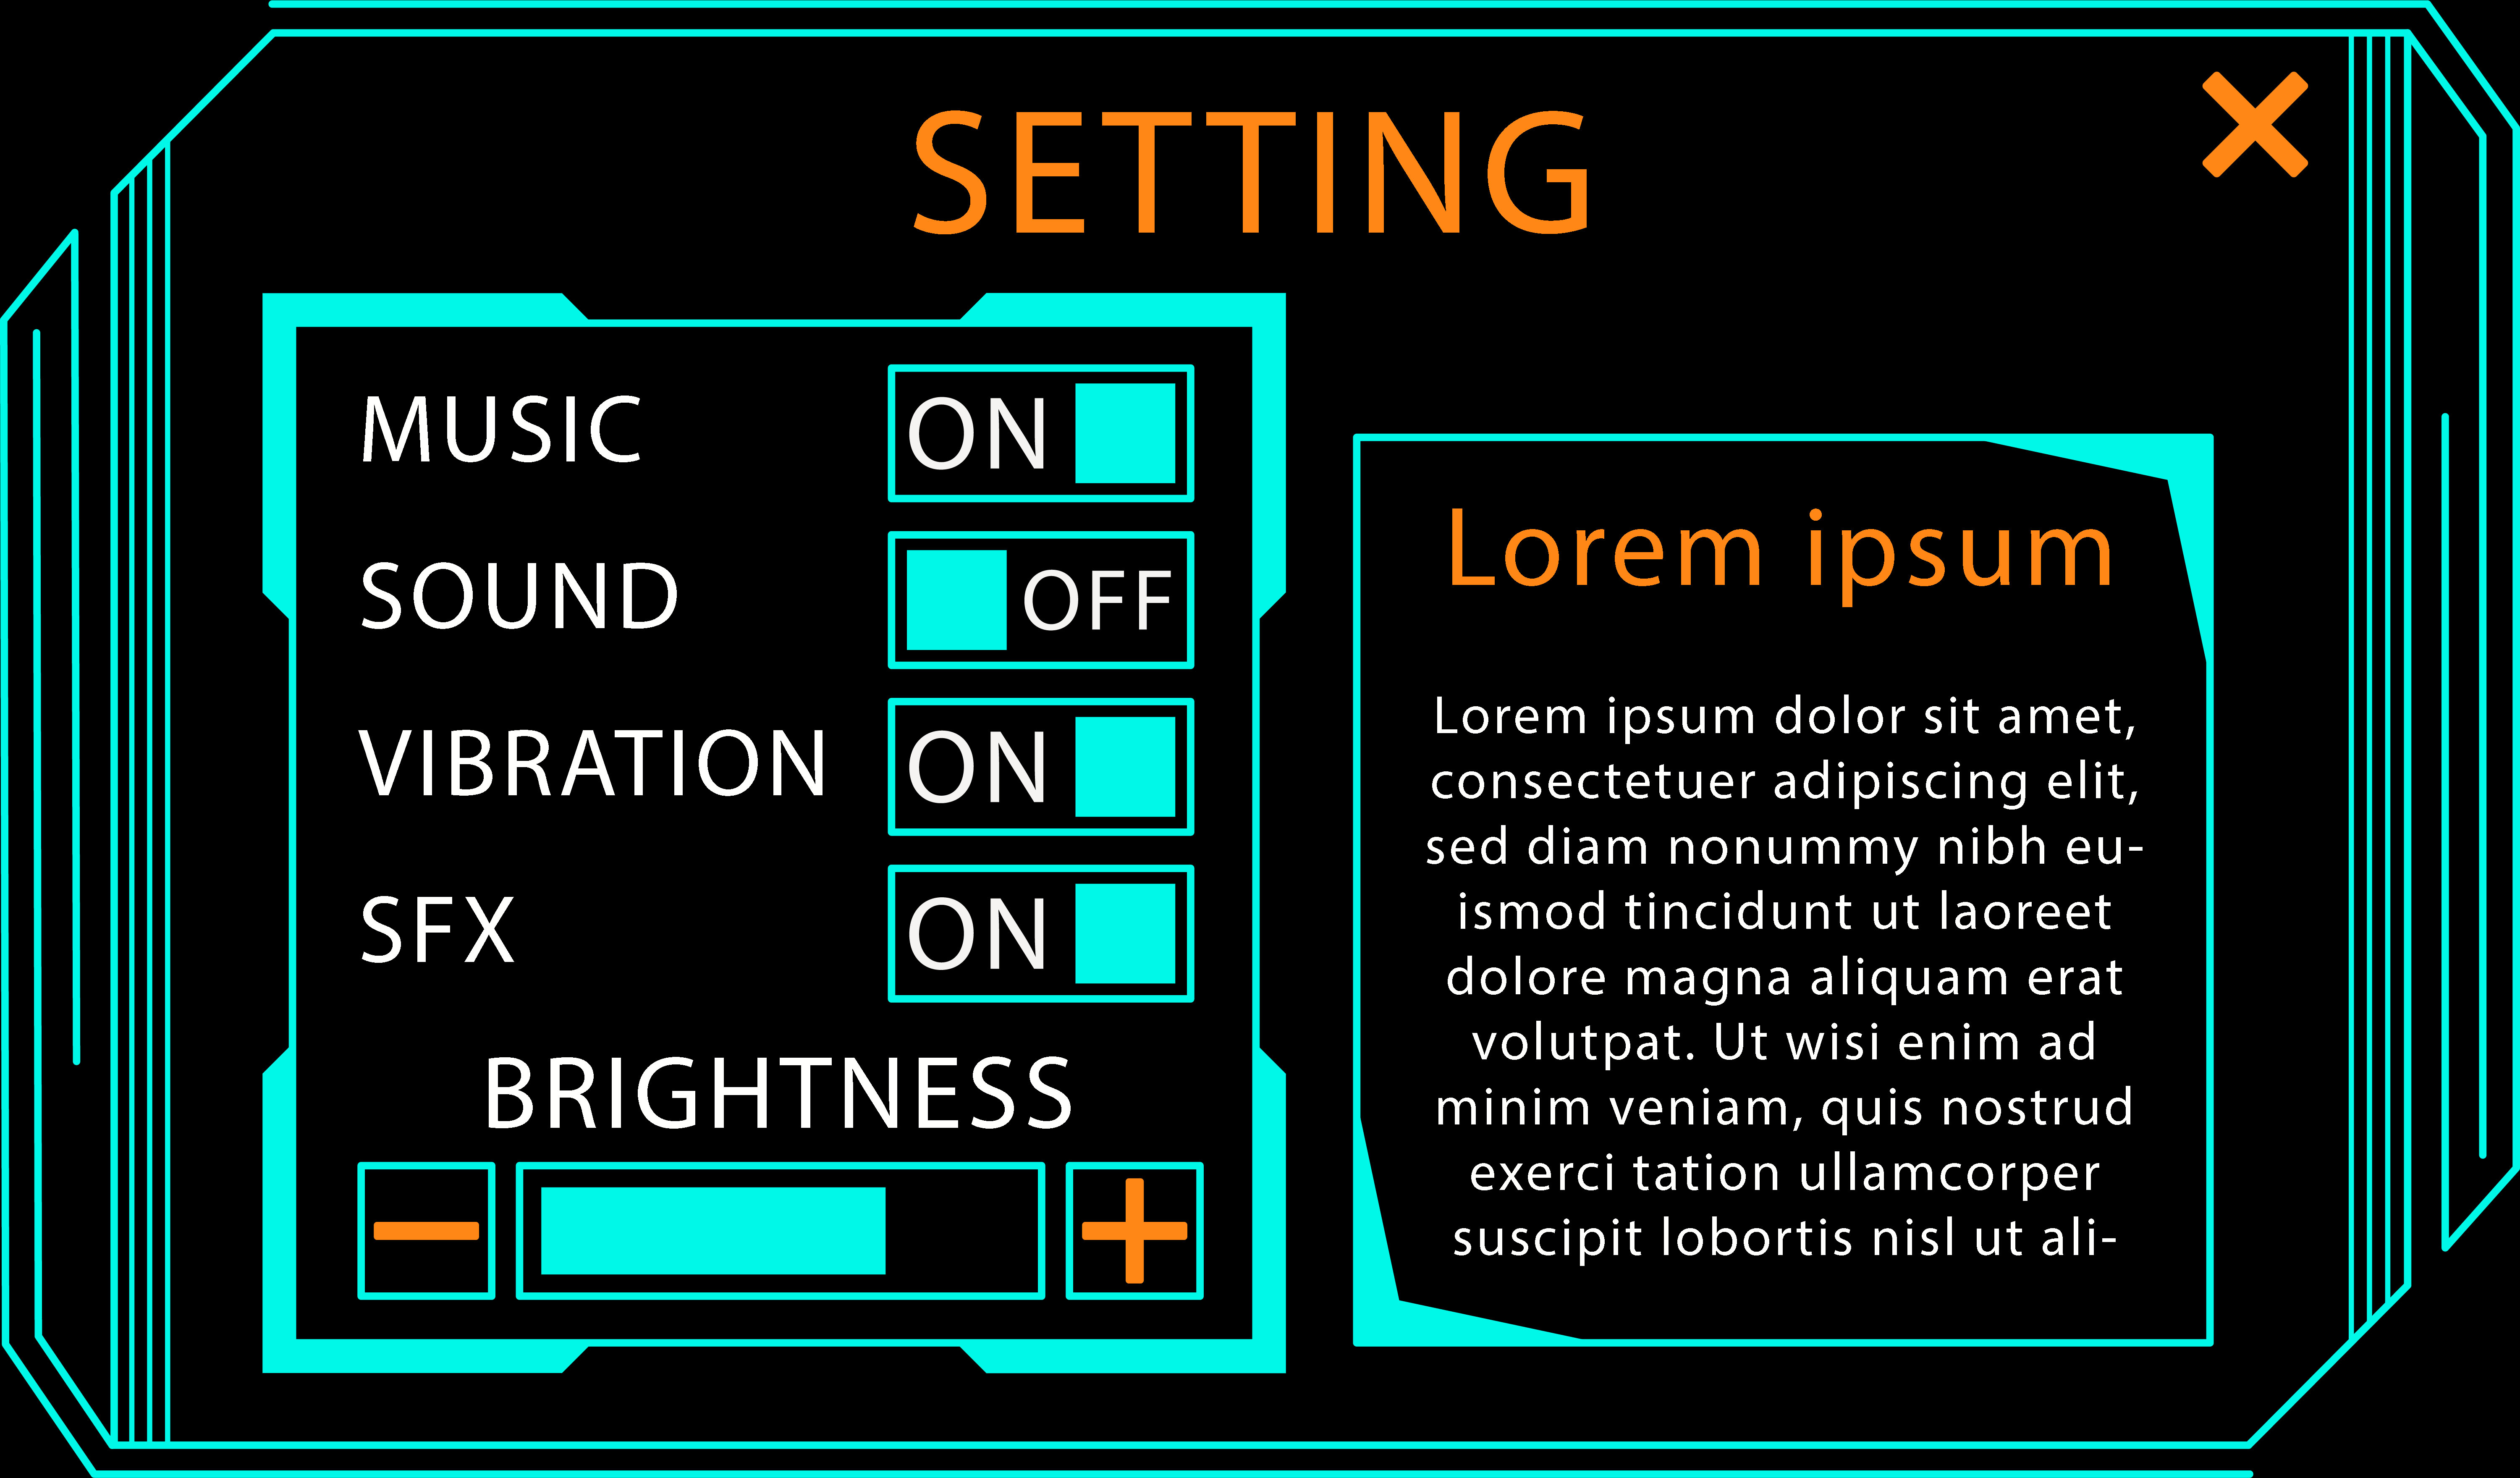 SETTING
MUSIC ON
SOUND OFF
VIBRATION ON
SFX ON
BRIGHTNESS
Lorem ipsum
Lorem ipsum dolor sit amet,
consectetuer adipiscing elit,
sed diam nonummy nibh eu-
ismod tincidunt ut laoreet
dolore magna aliquam erat
volutpat. Ut wisi enim ad
minim veniam, quis nostrud
exerci tation ullamcorper
suscipit lobortis nisl ut ali-